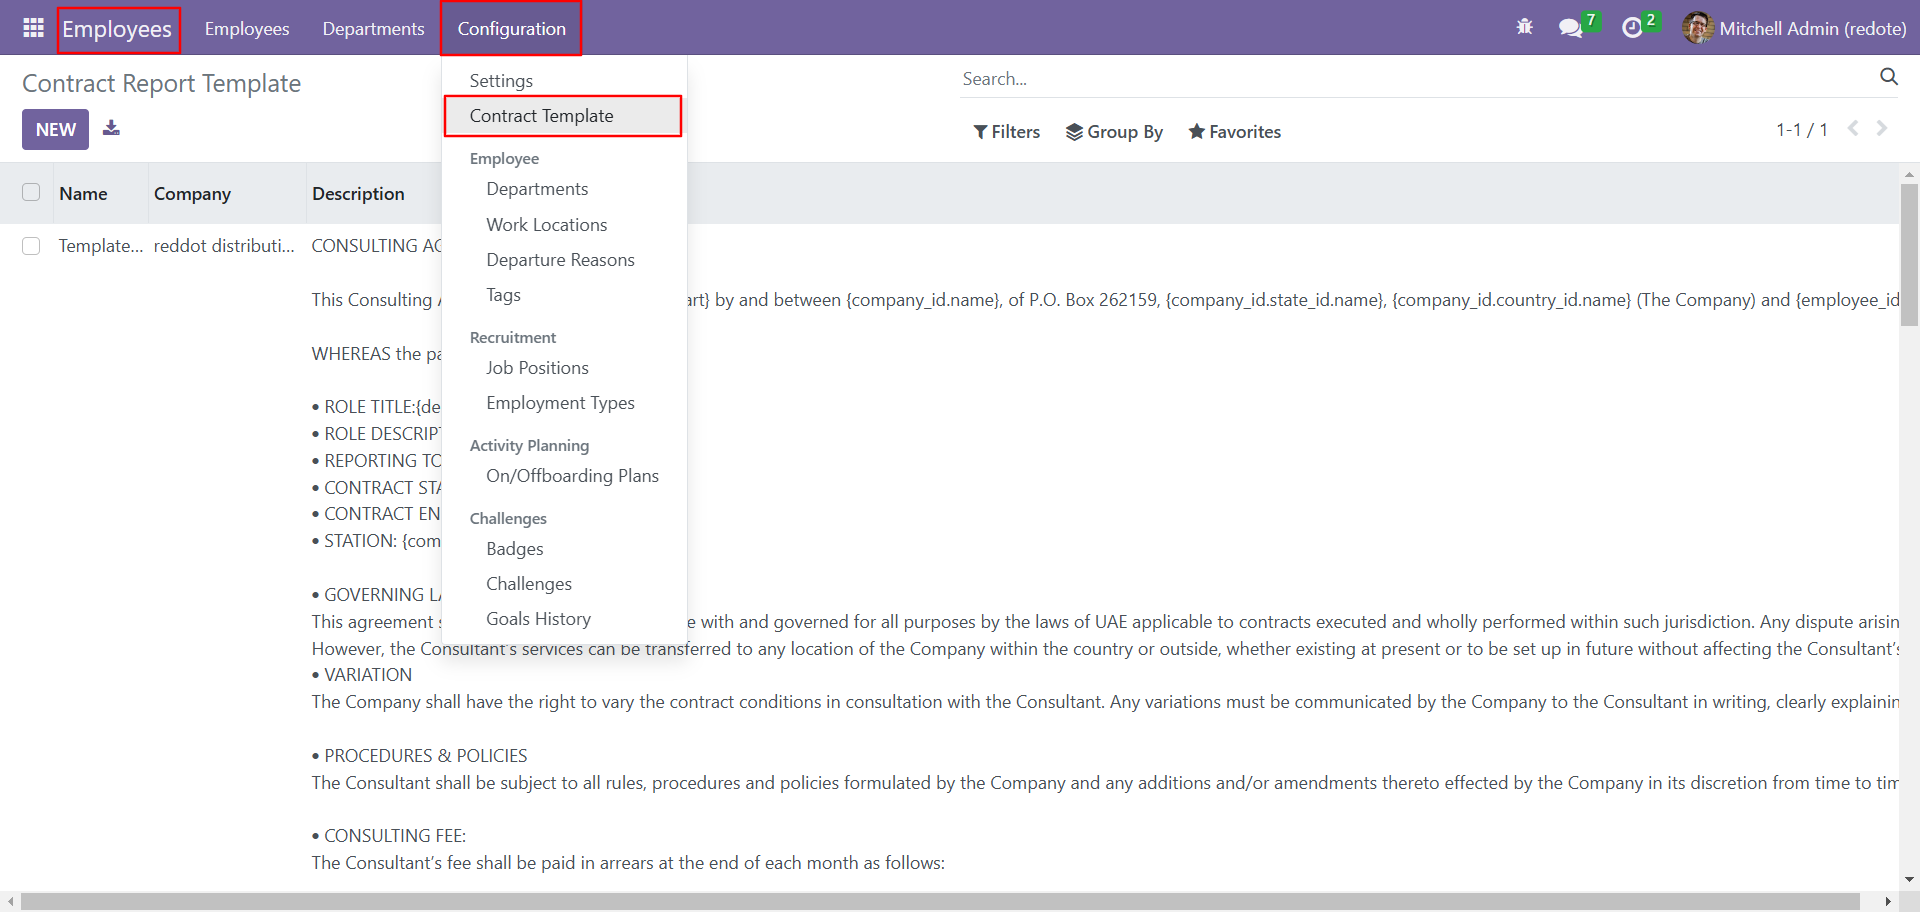 Employees Employees Departments Configuration 7 2 Mitchell Admin (redote)
Contract Report Template
Search...
NEW
Filters Group By Favorites 1-1 / 1
Settings
Contract Template
Employee
Departments
Work Locations
Departure Reasons
Tags
Recruitment
Job Positions
Employment Types
Activity Planning
On/Offboarding Plans
Challenges
Badges
Challenges
Goals History
Name Company Description
Template... reddot distributi... CONSULTING
This Consulting by and between {company_id.name}, of P.O. Box 262159, {company_id.state_id.name}, {company_id.country_id.name} (The Company) and {employee_id
WHEREAS the
• ROLE TITLE:{de
• ROLE DESCRIPT
• REPORTING TO
• CONTRACT STA
• CONTRACT EN
• STATION: {com
• GOVERNING LA
This agreement with and governed for all purposes by the laws of UAE applicable to contracts executed and wholly performed within such jurisdiction. Any dispute arisin
However, the Consultant's services can be transferred to any location of the Company within the country or outside, whether existing at present or to be set up in future without affecting the Consultant's
• VARIATION
The Company shall have the right to vary the contract conditions in consultation with the Consultant. Any variations must be communicated by the Company to the Consultant in writing, clearly explainin
• PROCEDURES & POLICIES
The Consultant shall be subject to all rules, procedures and policies formulated by the Company and any additions and/or amendments thereto effected by the Company in its discretion from time to tim
• CONSULTING FEE:
The Consultant's fee shall be paid in arrears at the end of each month as follows: